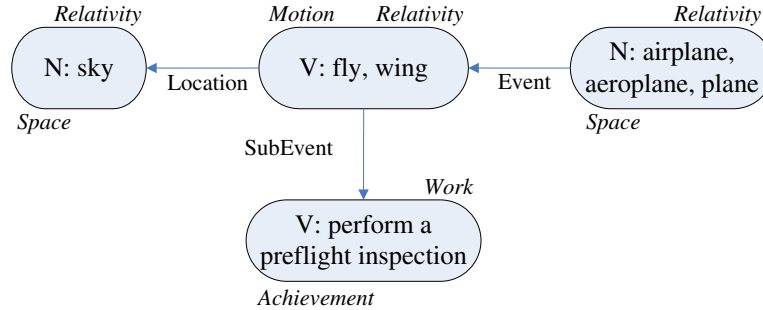 Relativity
Motion
Relativity
Relativity
N: sky
V: fly, wing
N: airplane,
aeroplane, plane
Location
Event
Space
Space
SubEvent
Work
V: perform a
preflight inspection
Achievement